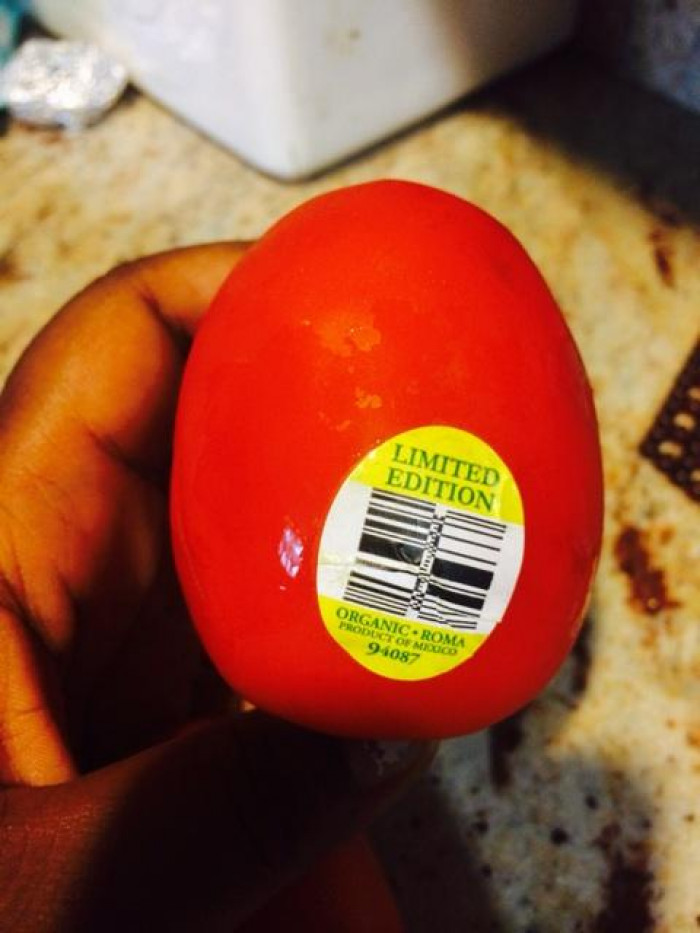 LIMITED
EDITION
ORGANIC • ROMA
PRODUCT OF MEXICO
94087